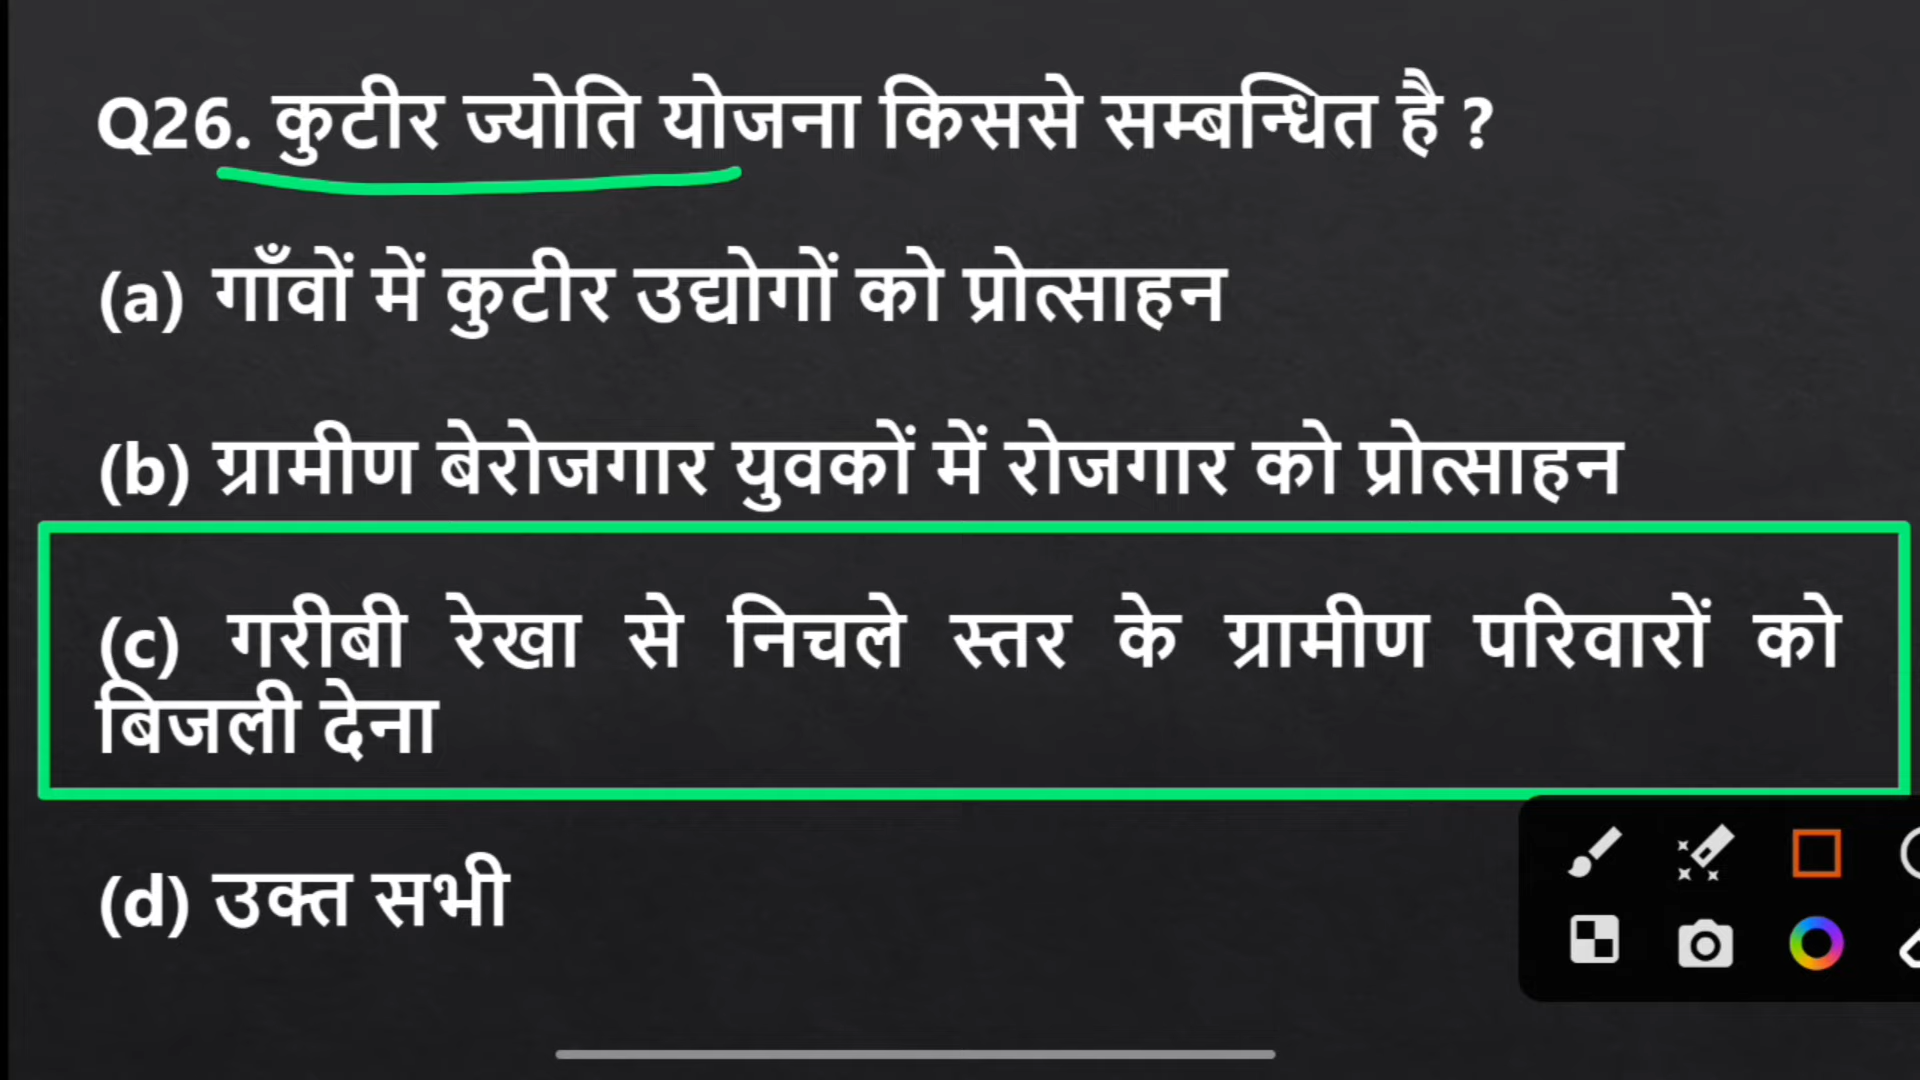 Q26. कुटीर ज्योति योजना किससे सम्बन्धित है ?
(a) गाँवों में कुटीर उद्योगों को प्रोत्साहन
(b) ग्रामीण बेरोजगार युवकों में रोजगार को प्रोत्साहन
(c) गरीबी रेखा से निचले स्तर के ग्रामीण परिवारों को
बिजली देना
(d) उक्त सभी